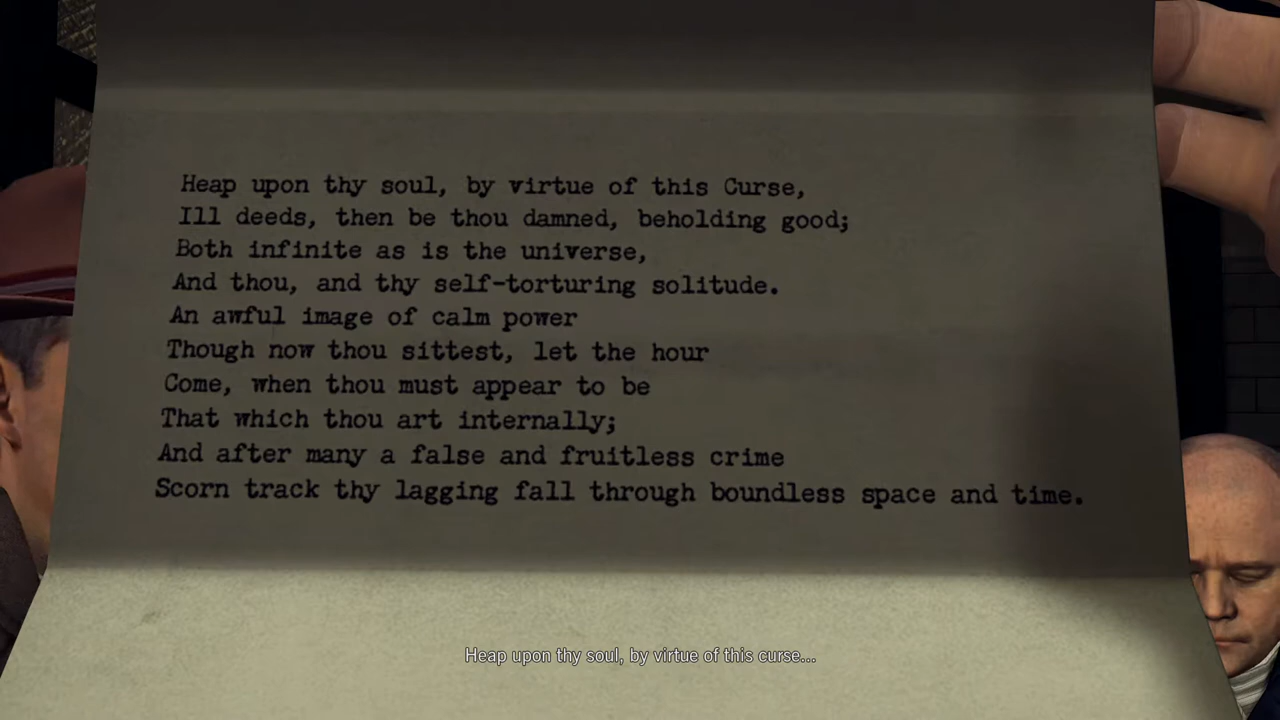 Heap upon thy soul, by virtue of this Curse,
Ill deeds, then be thou damned, beholding good;
Both infinite as is the universe,
And thou, and thy self-torturing solitude.
An awful image of calm power
Though now thou sittest, let the hour
Come, when thou must appear to be
That which thou art internally;
And after many a false and fruitless crime
Scorn track thy lagging fall through boundless space and time.
Heap upon thy soul, by virtue of this curse...